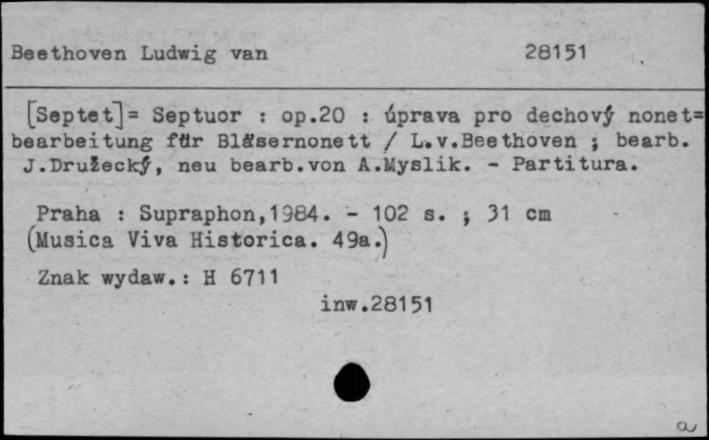 Beethoven Ludwig van 28151
[Septet]= Septuor : op.20 : úprava pro dechový nonet=
bearbeitung für Bläsernonett / L.v.Beethoven ; bearb.
J.Družecký, neu bearb.von A.Myslik. - Partitura.
Praha : Supraphon,1984. - 102 s. ; 31 cm
(Musica Viva Historica. 49a.)
Znak wydaw.: H 6711
inw.28151
a